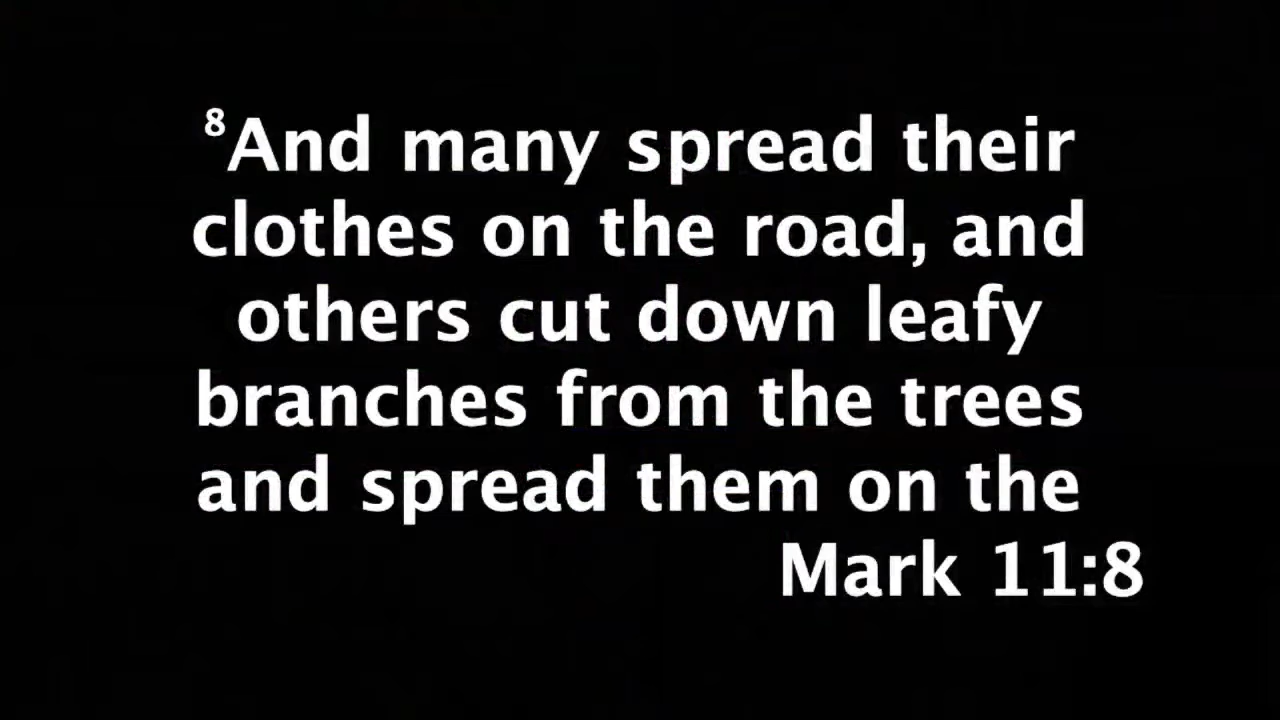 ⁸And many spread their
clothes on the road, and
others cut down leafy
branches from the trees
and spread them on the
Mark 11:8